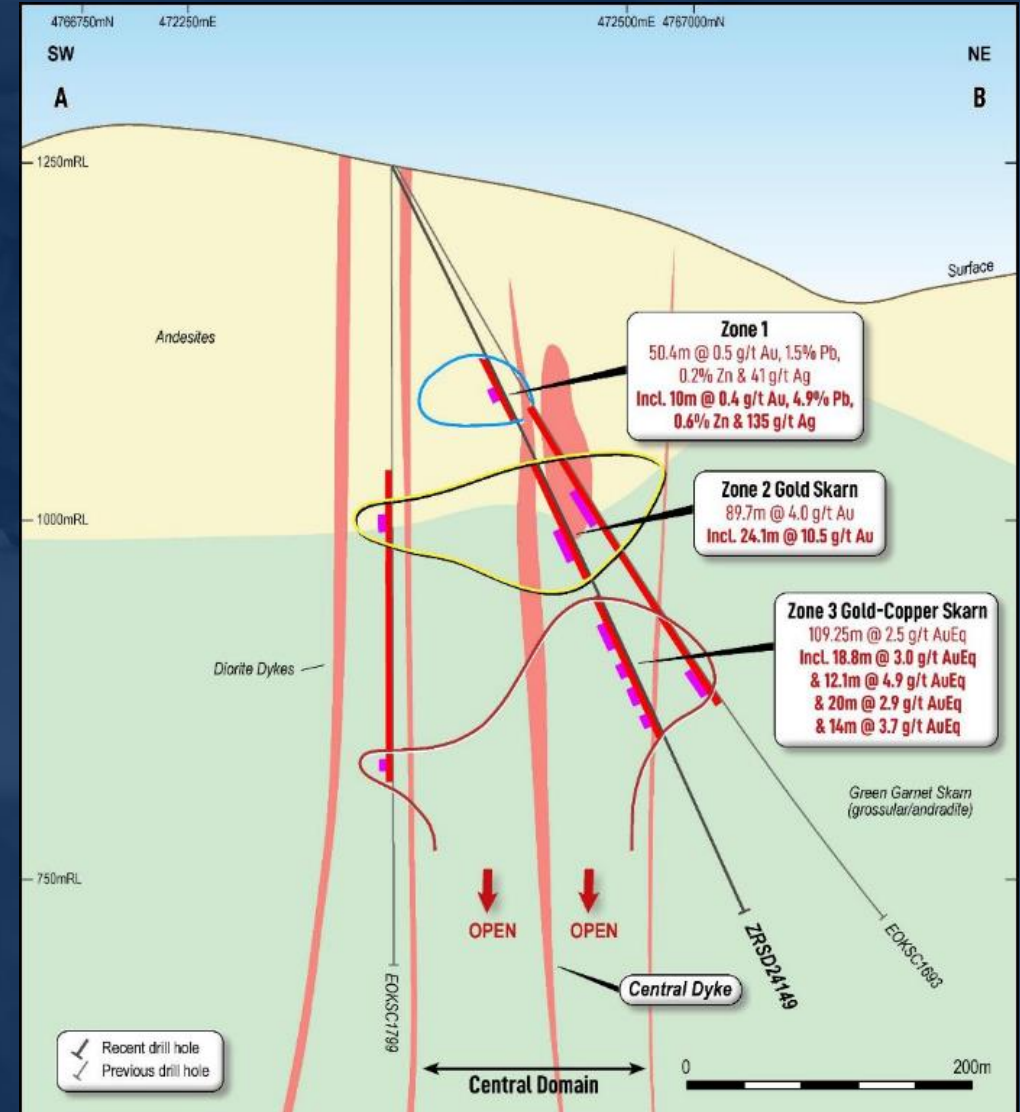 4766750mN 472250mE 472500mE 4767000mN
SW NE
A B
1250mRL
Surface
Andesites
Zone 1
50.4m @ 0.5 g/t Au, 1.5% Pb,
0.2% Zn & 41 g/t Ag
Incl. 10m @ 0.4 g/t Au, 4.9% Pb,
0.6% Zn & 135 g/t Ag
Zone 2 Gold Skarn
89.7m @ 4.0 g/t Au
Incl. 24.1m @ 10.5 g/t Au
1000mRL
Zone 3 Gold-Copper Skarn
109.25m @ 2.5 g/t AuEq
Incl. 18.8m @ 3.0 g/t AuEq
& 12.1m @ 4.9 g/t AuEq
& 20m @ 2.9 g/t AuEq
& 14m @ 3.7 g/t AuEq
Diorite Dykes
Green Garnet Skarn
(grossular/andradite)
750mRL
OPEN OPEN
EOKSC1799
ZRSD24149
EOKSC1693
Central Dyke
Recent drill hole
Previous drill hole
Central Domain
0 200m